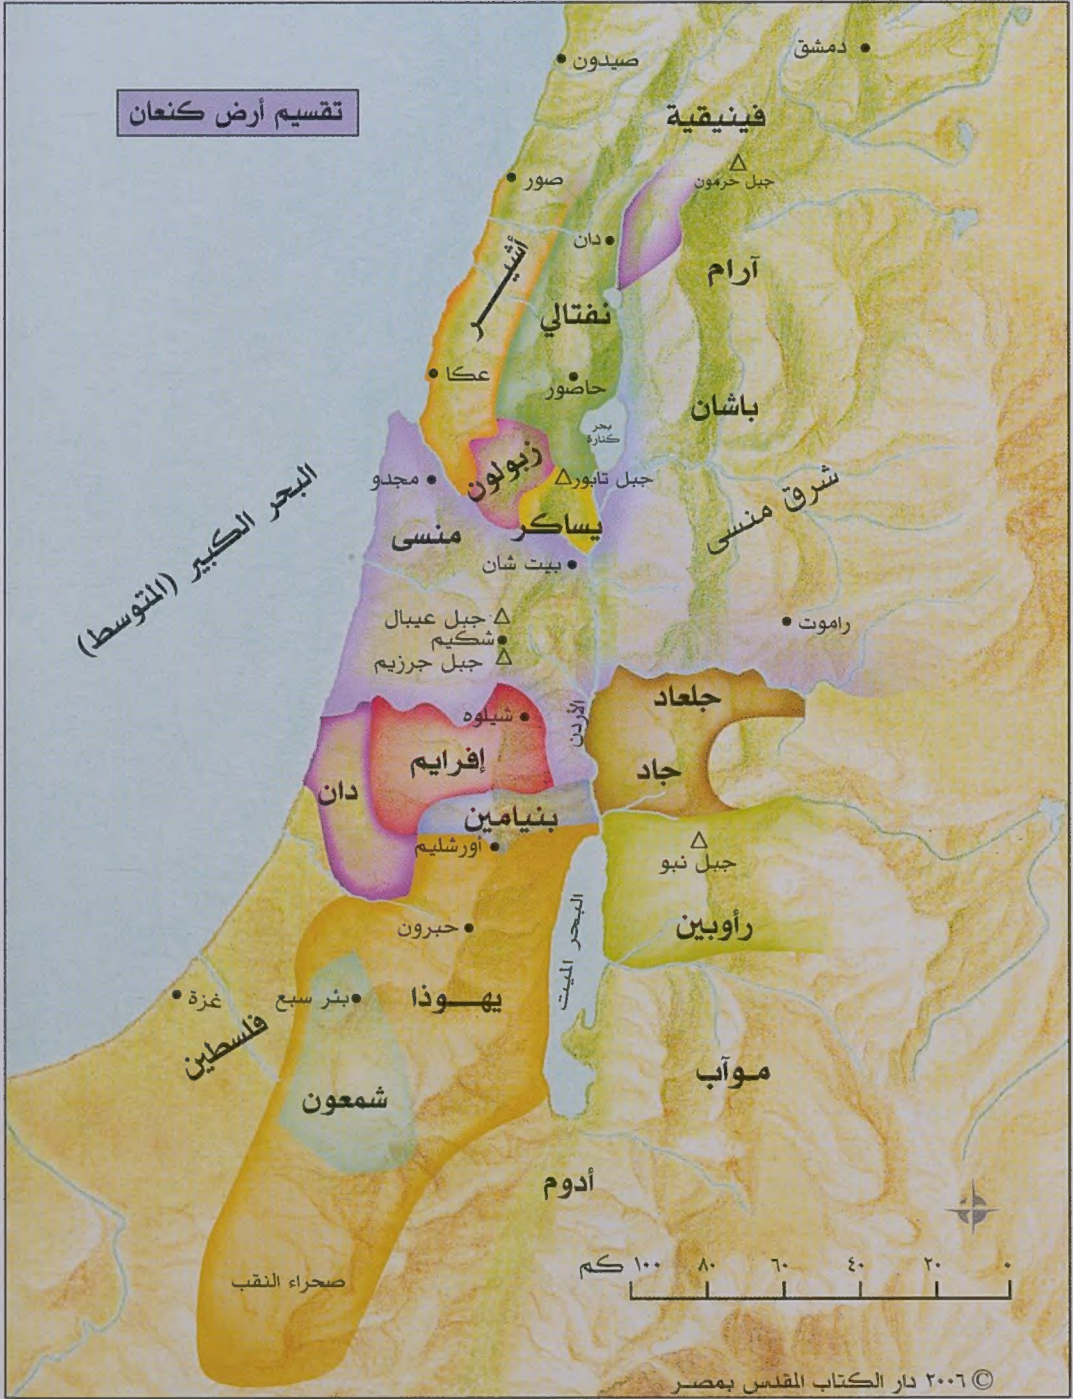 تقسيم أرض كنعان
صيدون
دمشق
فينيقية
جبل حرمون
صور
دان
أشيـــر
آرام
نفتالي
عكا
حاصور
باشان
بحر
كنارة
زبولون
جبل تابور
مجدو
شرق منسى
يساكر
منسى
البحر الكبير (المتوسط)
بيت شان
جبل عيبال
شكيم
جبل جرزيم
راموت
جلعاد
شيلوه
الأردن
إفرايم
جاد
دان
بنيامين
أورشليم
جبل نبو
حبرون
رأوبين
البحر الميت
غزة
بئر سبع
يهـــوذا
فلسطين
شمعون
موآب
أدوم
صحراء النقب
٠ ٢٠ ٤٠ ٦٠ ٨٠ ١٠٠ كم
© ٢٠٠٦ دار الكتاب المقدس بمصر